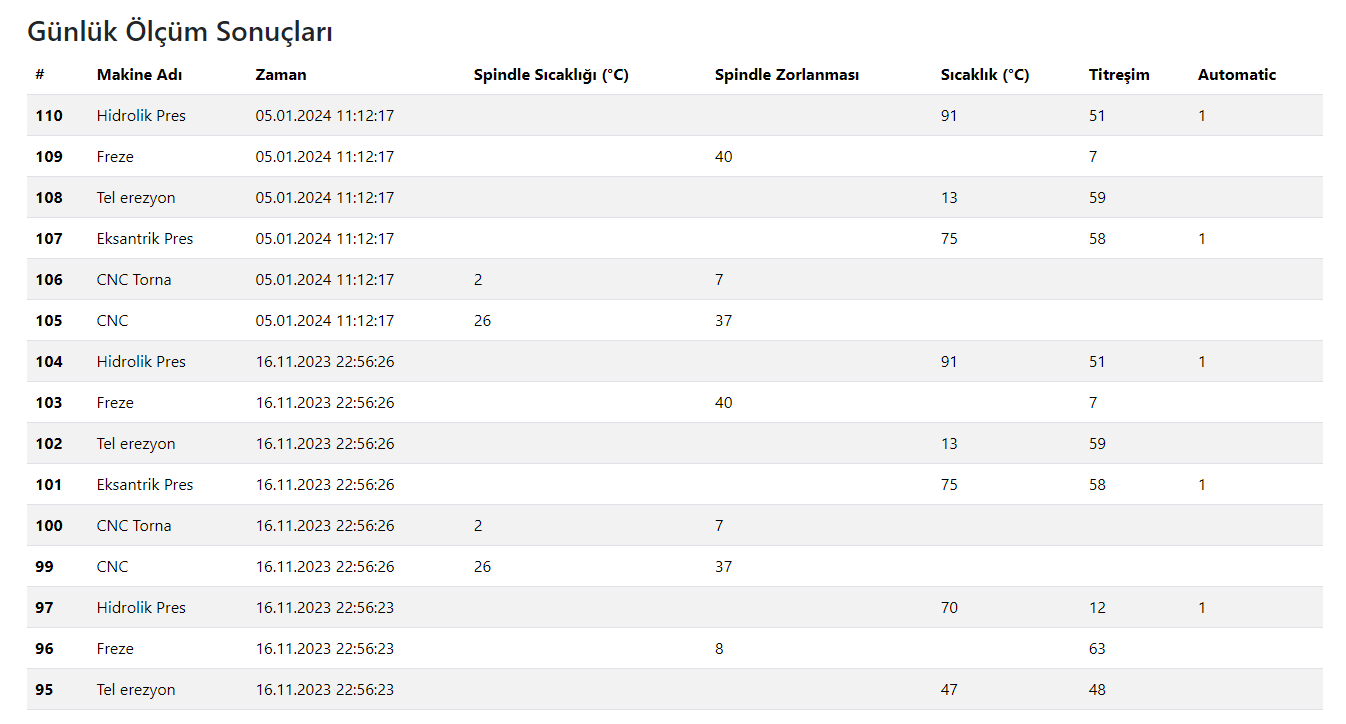 Günlük Ölçüm Sonuçları
# Makine Adı Zaman Spindle Sıcaklığı (°C) Spindle Zorlanması Sıcaklık (°C) Titreşim Automatic
110 Hidrolik Pres 05.01.2024 11:12:17 91 51 1
109 Freze 05.01.2024 11:12:17 40 7
108 Tel erezyon 05.01.2024 11:12:17 13 59
107 Eksantrik Pres 05.01.2024 11:12:17 75 58 1
106 CNC Torna 05.01.2024 11:12:17 2 7
105 CNC 05.01.2024 11:12:17 26 37
104 Hidrolik Pres 16.11.2023 22:56:26 91 51 1
103 Freze 16.11.2023 22:56:26 40 7
102 Tel erezyon 16.11.2023 22:56:26 13 59
101 Eksantrik Pres 16.11.2023 22:56:26 75 58 1
100 CNC Torna 16.11.2023 22:56:26 2 7
99 CNC 16.11.2023 22:56:26 26 37
97 Hidrolik Pres 16.11.2023 22:56:23 70 12 1
96 Freze 16.11.2023 22:56:23 8 63
95 Tel erezyon 16.11.2023 22:56:23 47 48